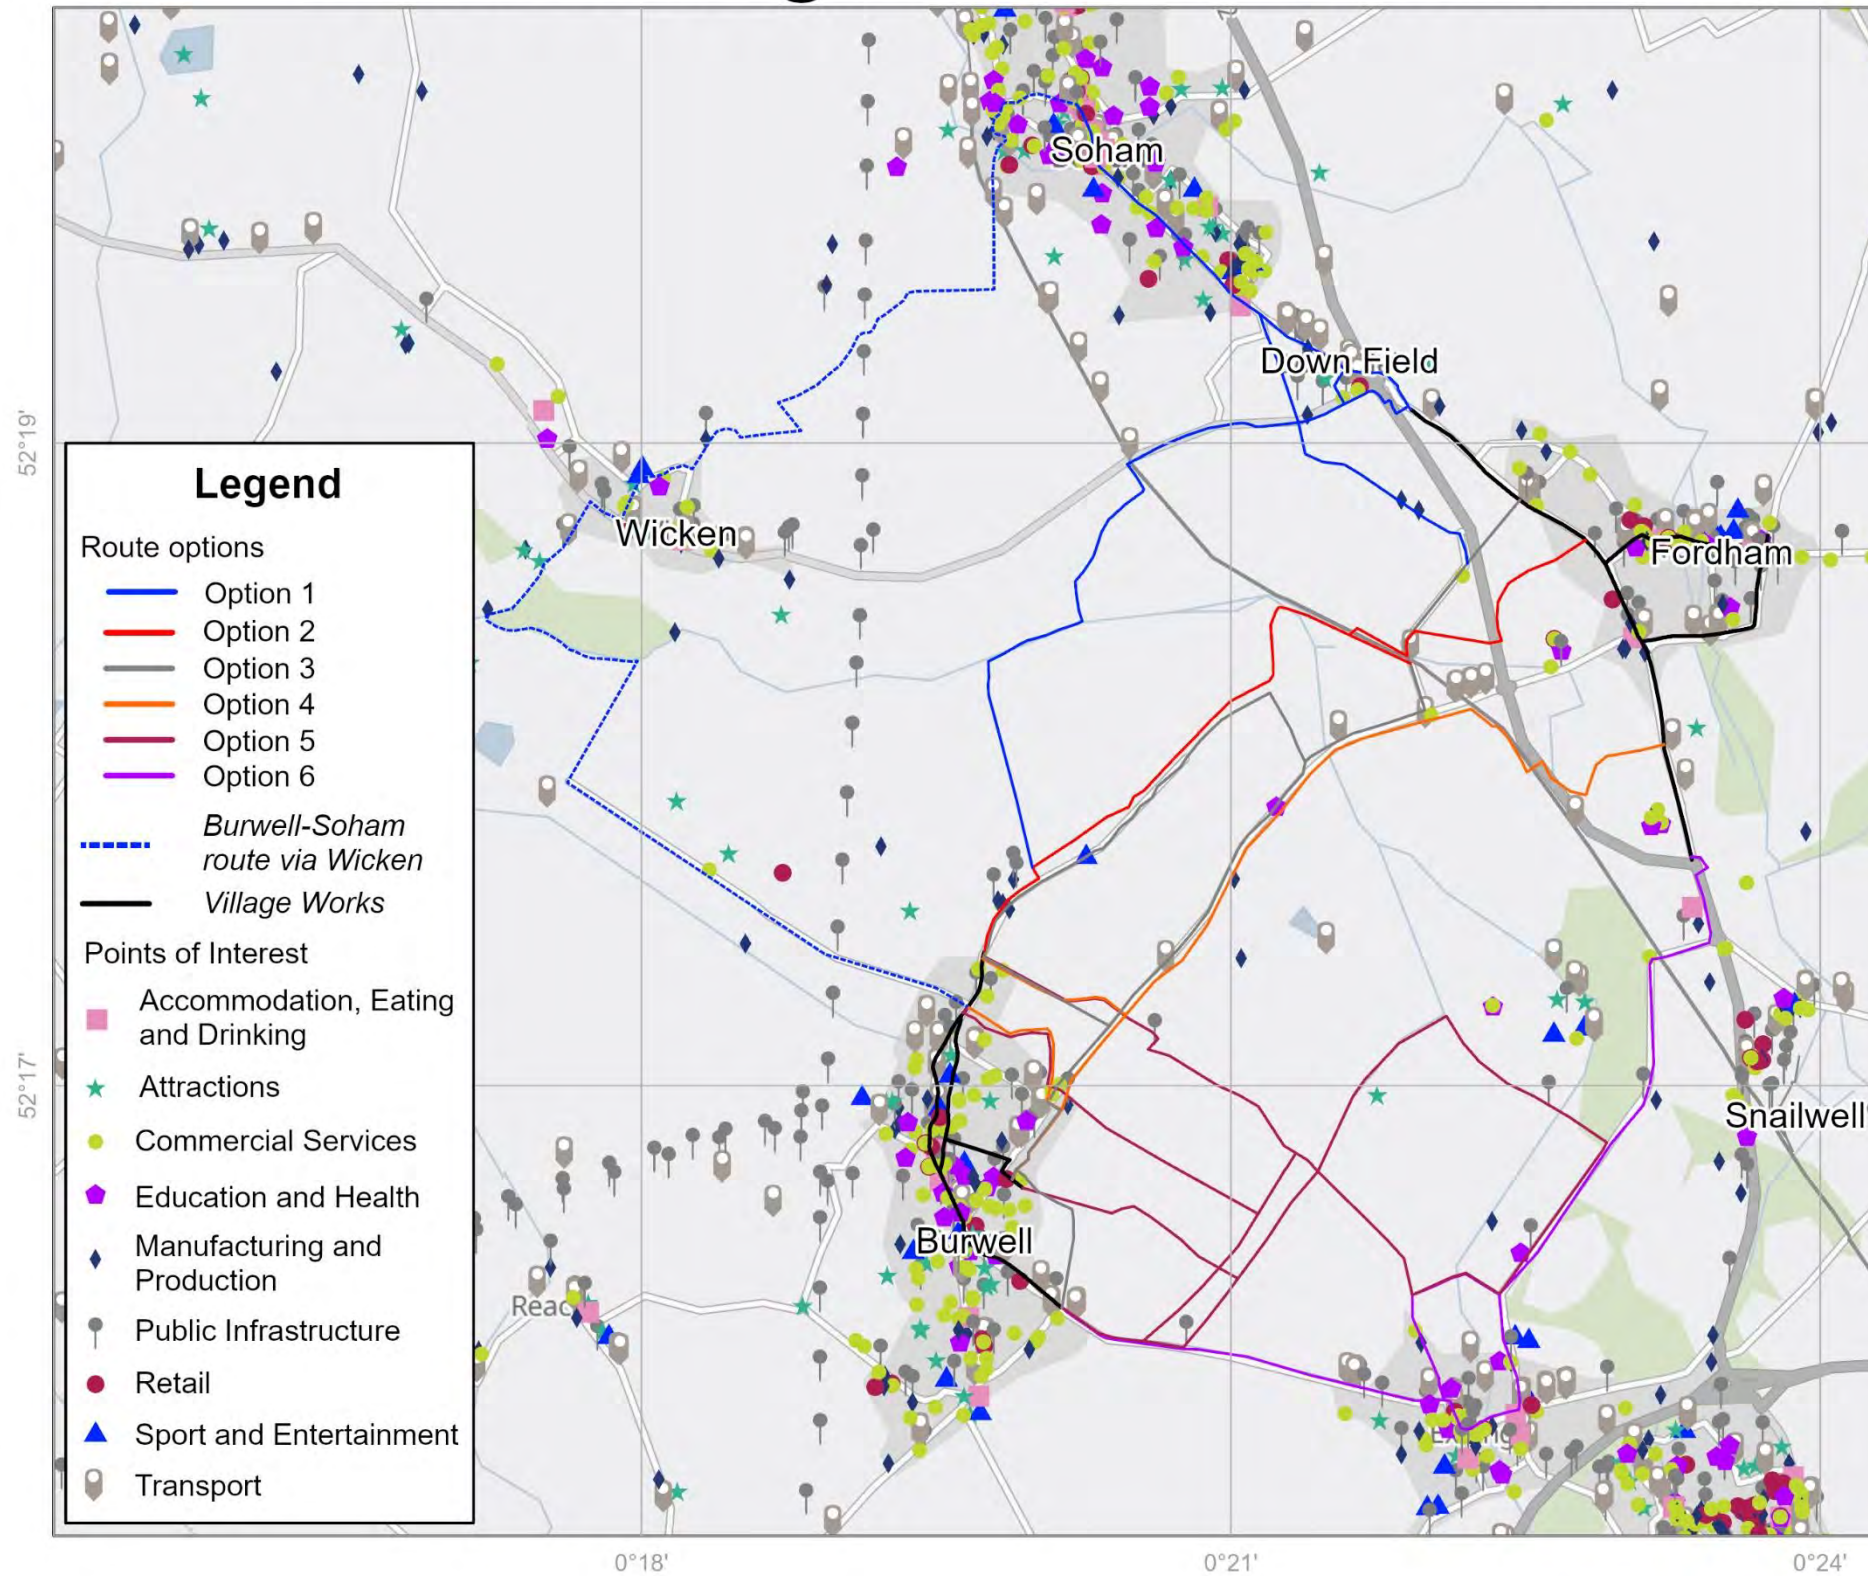 Soham
Down Field
52°19'
Legend
Route options
Option 1
Option 2
Option 3
Option 4
Option 5
Option 6
Burwell-Soham
route via Wicken
Village Works
Points of Interest
Accommodation, Eating
and Drinking
Attractions
Commercial Services
Education and Health
Manufacturing and
Production
Public Infrastructure
Retail
Sport and Entertainment
Transport
Wicken
Fordham
52°17'
Snailwell
Burwell
0°18'
0°21'
0°24'